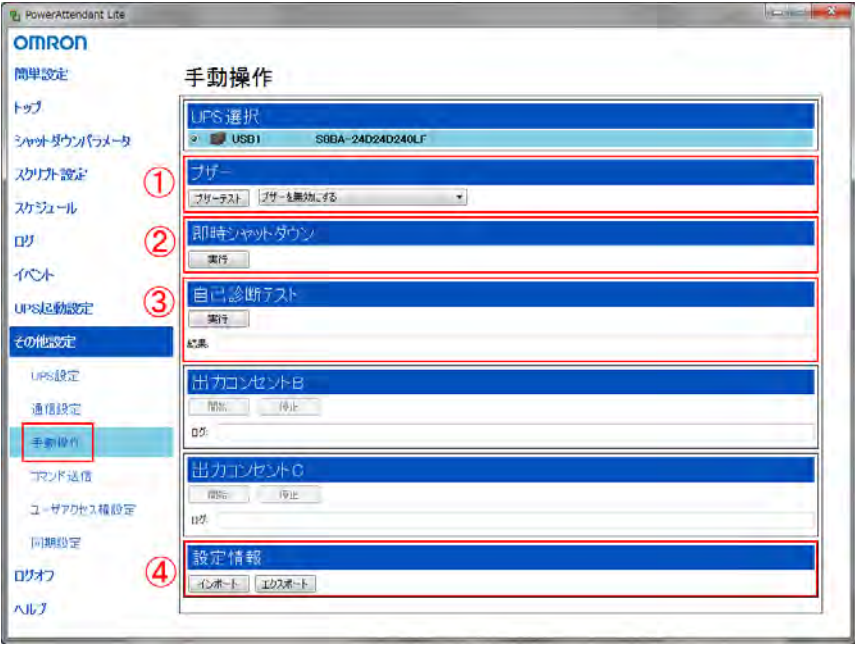 PowerAttendant Lite
OMRON
簡単設定
トップ
シャットダウンパラメータ
スクリプト設定
スケジュール
ログ
イベント
UPS起動設定
その他設定
UPS設定
通信設定
手動操作
コマンド送信
ユーザアクセス権設定
同期設定
ログオフ
ヘルプ
手動操作
UPS選択
USB1 S8BA-24D24D240LF
①
ブザー
ブザーテスト ブザーを無効にする
②
即時シャットダウン
実行
③
自己診断テスト
実行
結果:
出力コンセントB
開始 停止
ログ:
出力コンセントC
開始 停止
ログ:
④
設定情報
インポート エクスポート